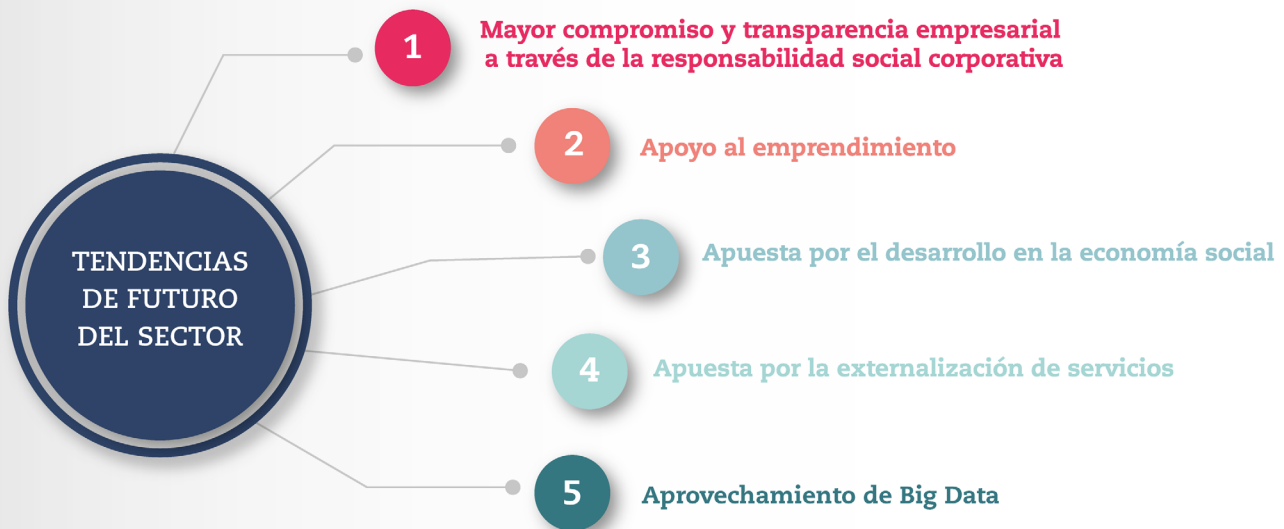 TENDENCIAS
DE FUTURO
DEL SECTOR
1
Mayor compromiso y transparencia empresarial
a través de la responsabilidad social corporativa
2
Apoyo al emprendimiento
3
Apuesta por el desarrollo en la economía social
4
Apuesta por la externalización de servicios
5
Aprovechamiento de Big Data